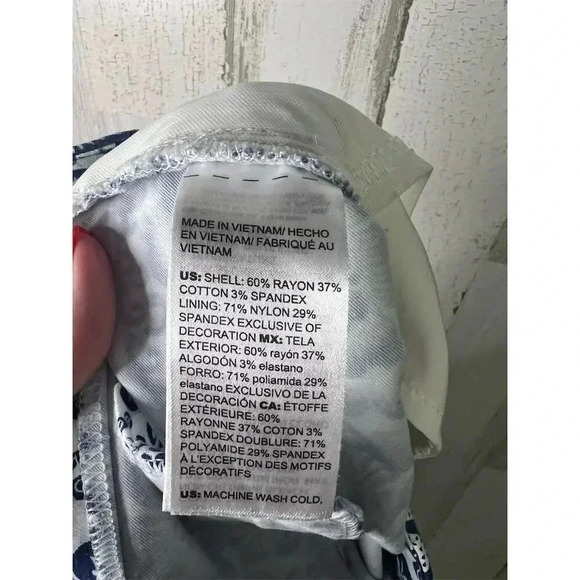 MADE IN VIETNAM/ HECHO
EN VIETNAM/ FABRIQUÉ AU
VIETNAM
US: SHELL: 60% RAYON 37%
COTTON 3% SPANDEX
LINING: 71% NYLON 29%
SPANDEX EXCLUSIVE OF
DECORATION MX: TELA
EXTERIOR: 60% rayón 37%
ALGODÓN 3% elastano
FORRO: 71% poliamida 29%
elastano EXCLUSIVO DE LA
DECORACIÓN CA: ÉTOFFE
EXTÉRIEURE: 60%
RAYONNE 37% COTON 3%
SPANDEX DOUBLURE: 71%
POLYAMIDE 29% SPANDEX
À L'EXCEPTION DES MOTIFS
DÉCORATIFS
US: MACHINE WASH COLD,